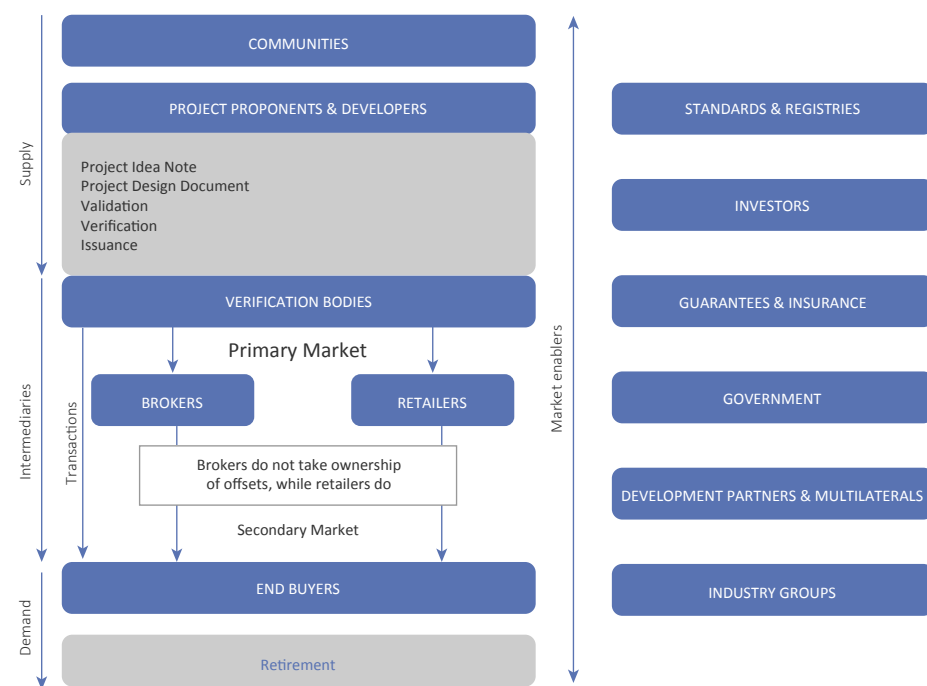 COMMUNITIES
PROJECT PROPONENTS & DEVELOPERS
Project Idea Note
Project Design Document
Validation
Verification
Issuance
Supply
VERIFICATION BODIES
Primary Market
BROKERS
RETAILERS
Brokers do not take ownership
of offsets, while retailers do
Secondary Market
Transactions
Intermediaries
END BUYERS
Retirement
Demand
Market enablers
STANDARDS & REGISTRIES
INVESTORS
GUARANTEES & INSURANCE
GOVERNMENT
DEVELOPMENT PARTNERS & MULTILATERALS
INDUSTRY GROUPS